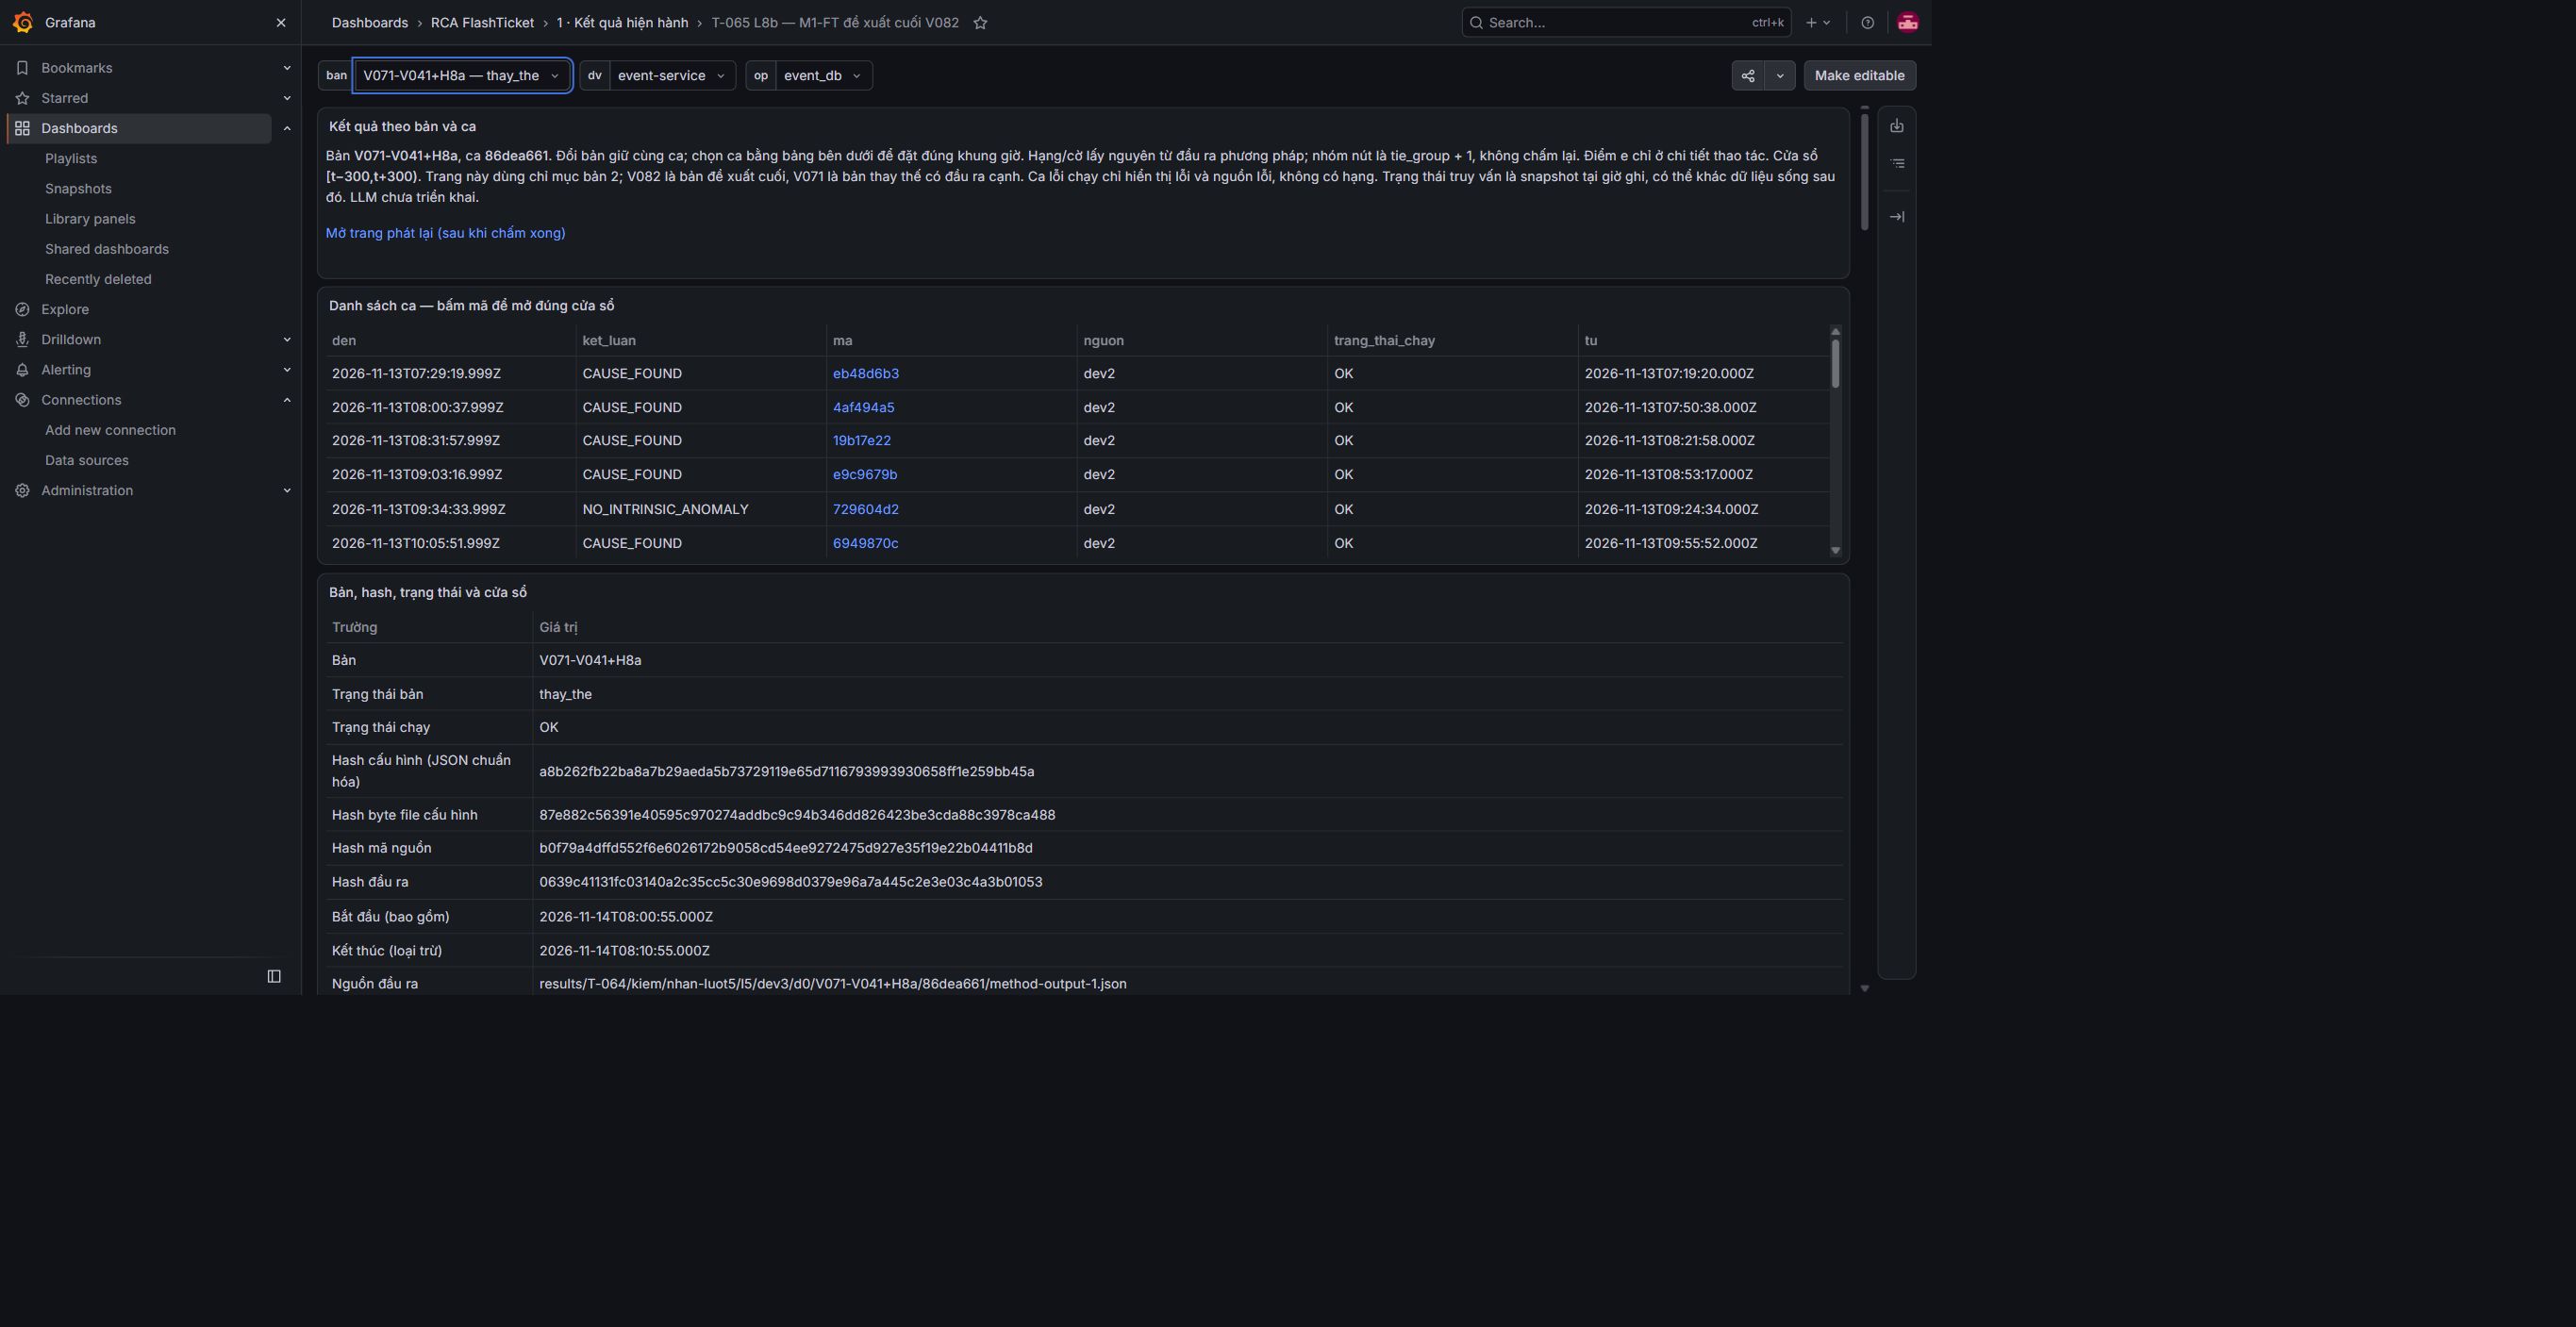 Grafana
Dashboards › RCA FlashTicket › 1 · Kết quả hiện hành › T-065 L8b — M1-FT đề xuất cuối V082
Search...
ctrl+k
Bookmarks
Starred
Dashboards
Playlists
Snapshots
Library panels
Shared dashboards
Recently deleted
Explore
Drilldown
Alerting
Connections
Add new connection
Data sources
Administration
ban V071-V041+H8a — thay_the dv event-service op event_db
Make editable
Kết quả theo bản và ca
Bản V071-V041+H8a, ca 86dea661. Đổi bản giữ cùng ca; chọn ca bằng bảng bên dưới để đặt đúng khung giờ. Hạng/cờ lấy nguyên từ đầu ra phương pháp; nhóm nút là tie_group + 1, không chấm lại. Điểm e chỉ ở chi tiết thao tác. Cửa sổ
[t−300,t+300). Trang này dùng chỉ mục bản 2; V082 là bản đề xuất cuối, V071 là bản thay thế có đầu ra cạnh. Ca lỗi chạy chỉ hiển thị lỗi và nguồn lỗi, không có hạng. Trạng thái truy vấn là snapshot tại giờ ghi, có thể khác dữ liệu sống sau
đó. LLM chưa triển khai.
Mở trang phát lại (sau khi chấm xong)
Danh sách ca — bấm mã để mở đúng cửa sổ
den ket_luan ma nguon trang_thai_chay tu
2026-11-13T07:29:19.999Z CAUSE_FOUND eb48d6b3 dev2 OK 2026-11-13T07:19:20.000Z
2026-11-13T08:00:37.999Z CAUSE_FOUND 4af494a5 dev2 OK 2026-11-13T07:50:38.000Z
2026-11-13T08:31:57.999Z CAUSE_FOUND 19b17e22 dev2 OK 2026-11-13T08:21:58.000Z
2026-11-13T09:03:16.999Z CAUSE_FOUND e9c9679b dev2 OK 2026-11-13T08:53:17.000Z
2026-11-13T09:34:33.999Z NO_INTRINSIC_ANOMALY 729604d2 dev2 OK 2026-11-13T09:24:34.000Z
2026-11-13T10:05:51.999Z CAUSE_FOUND 6949870c dev2 OK 2026-11-13T09:55:52.000Z
Bản, hash, trạng thái và cửa sổ
Trường Giá trị
Bản V071-V041+H8a
Trạng thái bản thay_the
Trạng thái chạy OK
Hash cấu hình (JSON chuẩn
hóa) a8b262fb22ba8a7b29aeda5b73729119e65d7116793993930658ff1e259bb45a
Hash byte file cấu hình 87e882c56391e40595c970274addbc9c94b346dd826423be3cda88c3978ca488
Hash mã nguồn b0f79a4dffd552f6e6026172b9058cd54ee9272475d927e35f19e22b04411b8d
Hash đầu ra 0639c41131fc03140a2c35cc5c30e9698d0379e96a7a445c2e3e03c4a3b01053
Bắt đầu (bao gồm) 2026-11-14T08:00:55.000Z
Kết thúc (loại trừ) 2026-11-14T08:10:55.000Z
Nguồn đầu ra results/T-064/kiem/nhan-luot5/l5/dev3/d0/V071-V041+H8a/86dea661/method-output-1.json